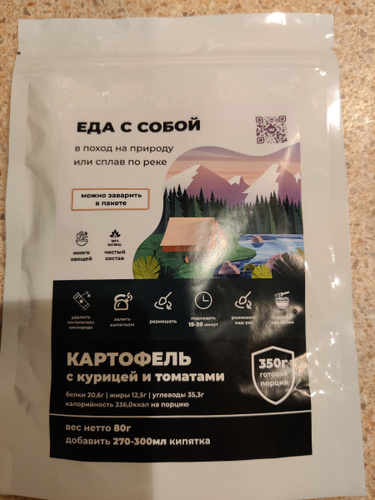 ЕДА С СОБОЙ
в поход на природу
или сплав по реке
можно заварить
в пакете
много
овощей
чистый
состав
удалить
поглотитель
кислорода
залить
кипятком
размешать
подождать
15-20 минут
размешать
еще раз
КАРТОФЕЛЬ
с курицей и томатами
350г
готовой
порции
белки 20,6г | жиры 12,5г | углеводы 35,3г
калорийность 336,0ккал на порцию
вес нетто 80г
добавить 270-300мл кипятка